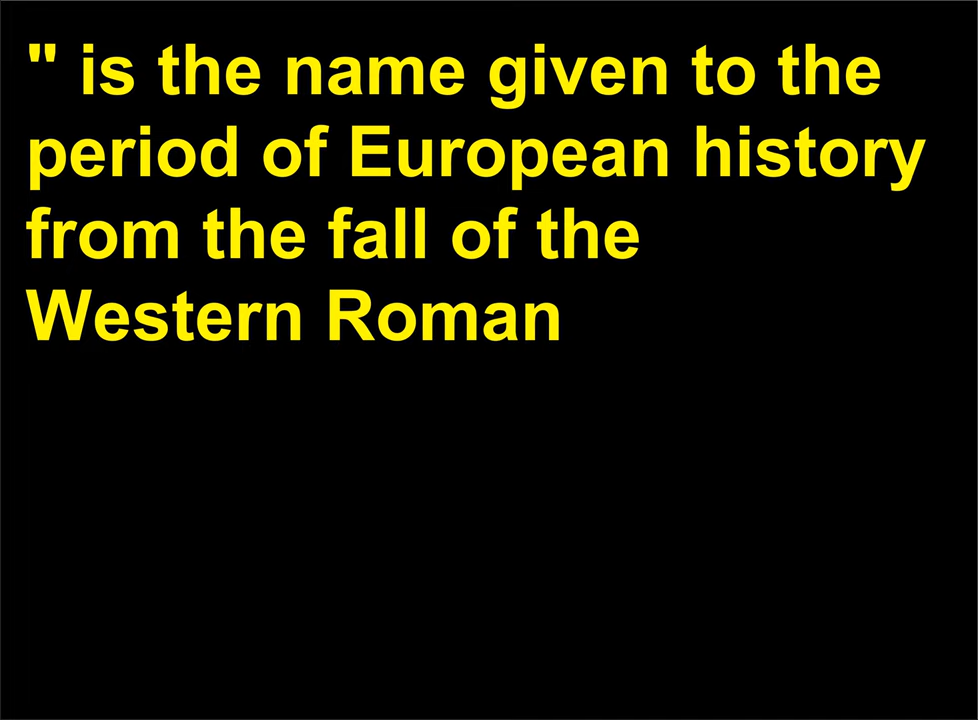 " is the name given to the
period of European history
from the fall of the
Western Roman